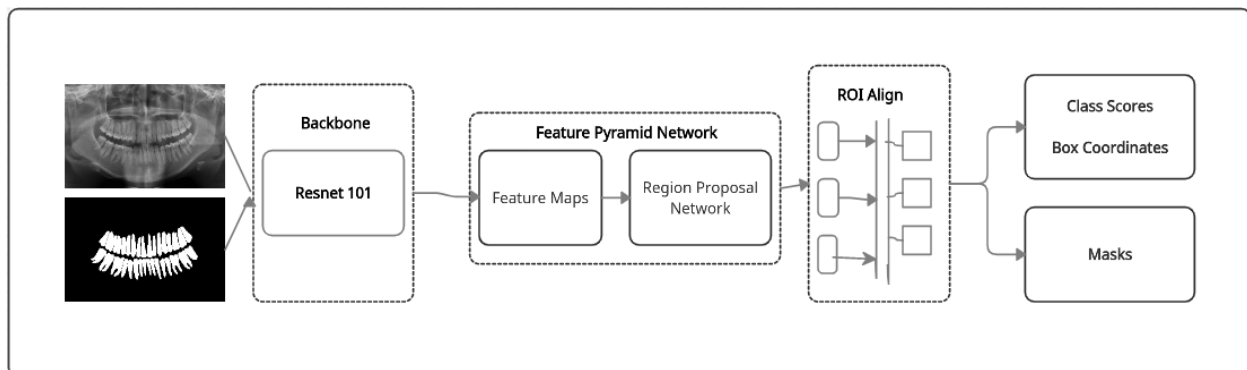 Backbone
Resnet 101
Feature Pyramid Network
Feature Maps
Region Proposal
Network
ROI Align
Class Scores
Box Coordinates
Masks